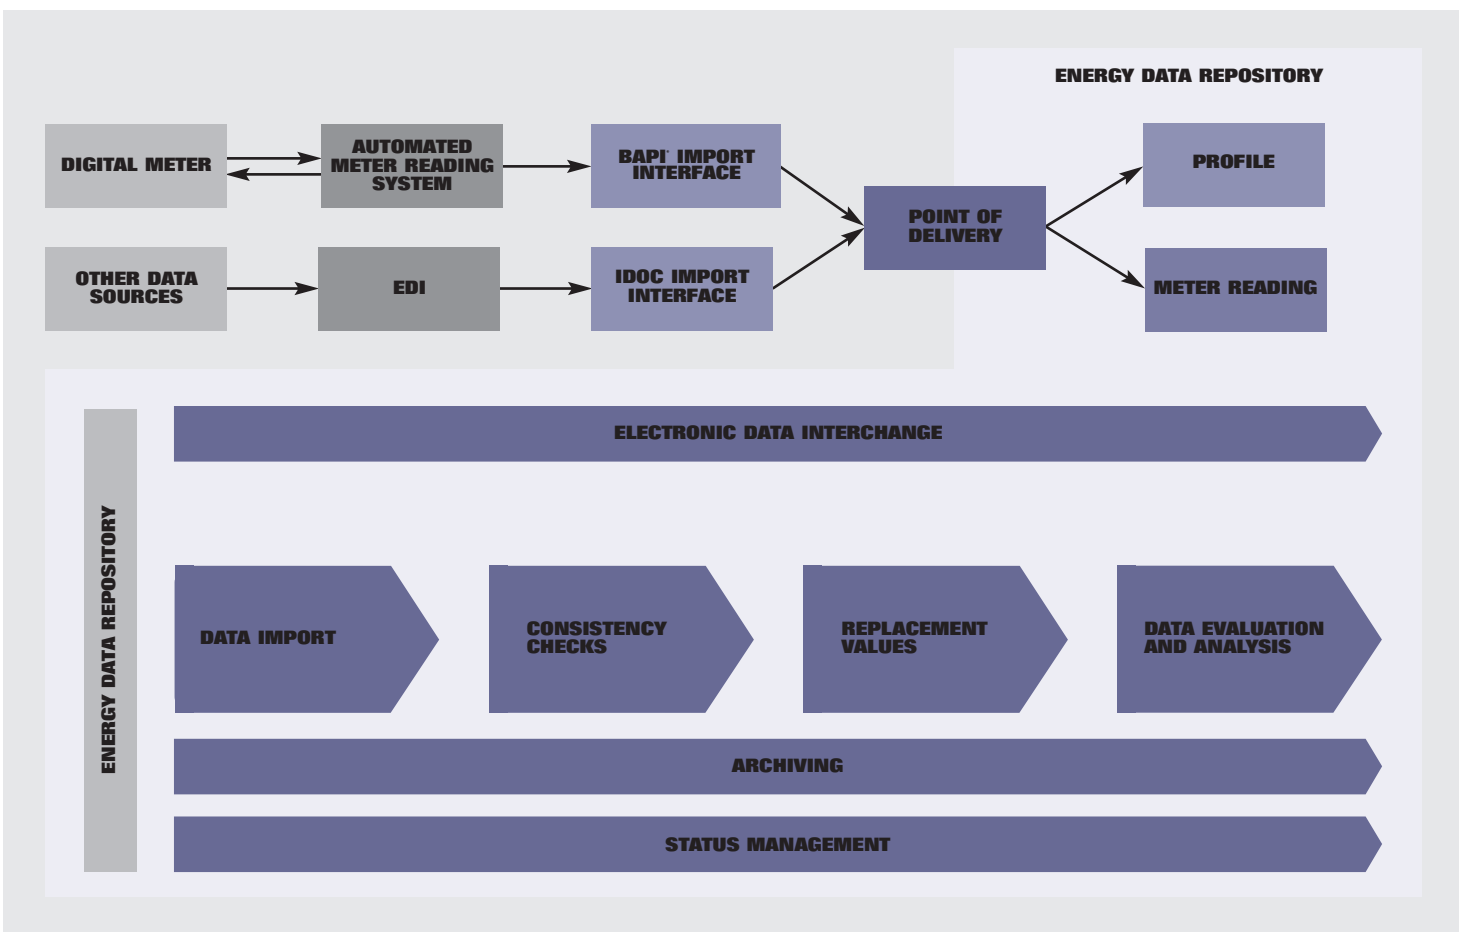 ENERGY DATA REPOSITORY
DIGITAL METER
AUTOMATED
METER READING
SYSTEM
BAPI® IMPORT
INTERFACE
PROFILE
POINT OF
DELIVERY
OTHER DATA
SOURCES
EDI
IDOC IMPORT
INTERFACE
METER READING
ELECTRONIC DATA INTERCHANGE
ENERGY DATA REPOSITORY
DATA IMPORT
CONSISTENCY
CHECKS
REPLACEMENT
VALUES
DATA EVALUATION
AND ANALYSIS
ARCHIVING
STATUS MANAGEMENT